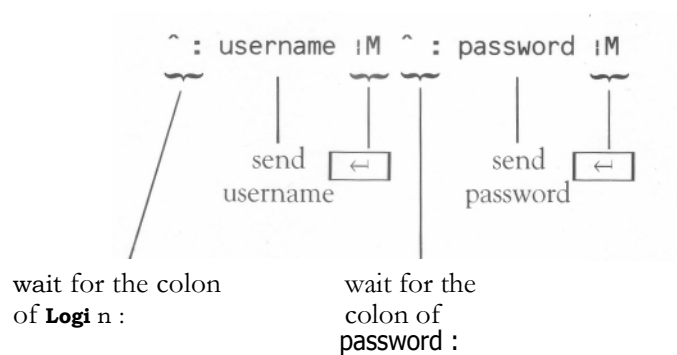 ^ : username ¦M ^ : password ¦M
send ← send ←
username password
wait for the colon wait for the
of Logi n : colon of
password :